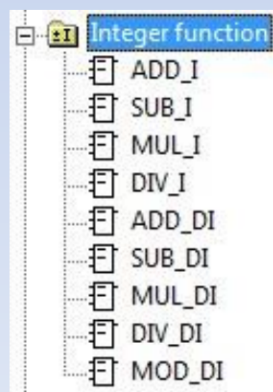 Integer function
ADD_I
SUB_I
MUL_I
DIV_I
ADD_DI
SUB_DI
MUL_DI
DIV_DI
MOD_DI